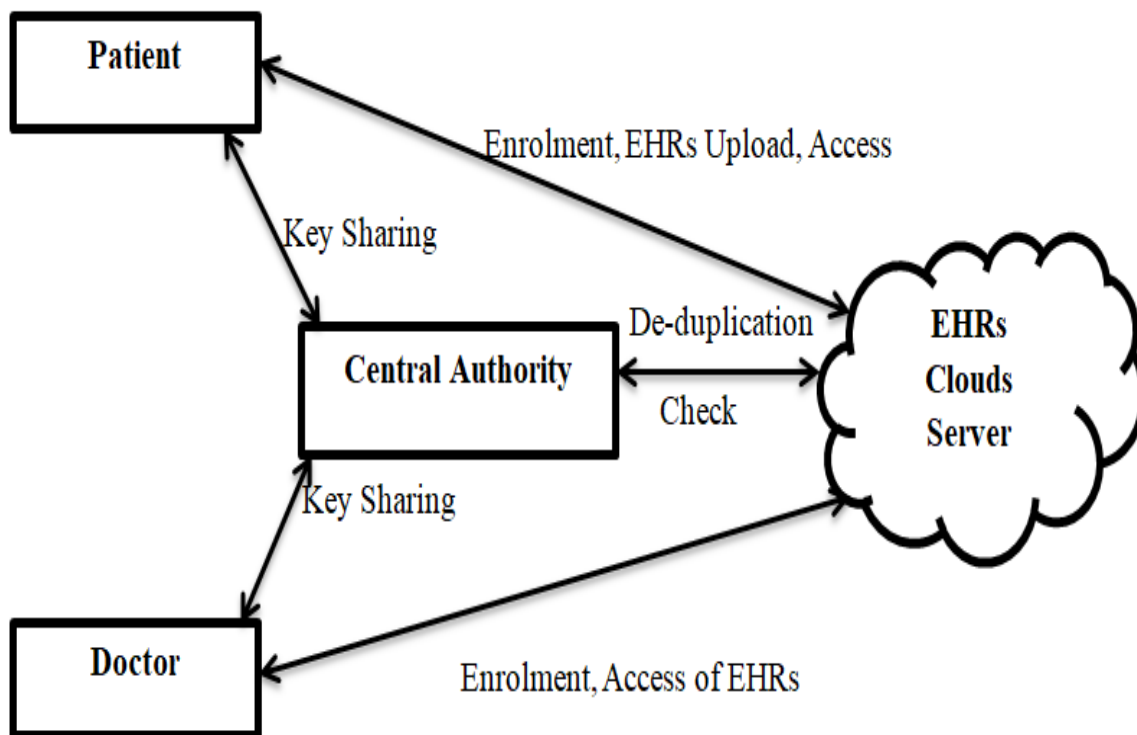 Patient
Enrolment, EHRs Upload, Access
Key Sharing
De-duplication
Check
Central Authority
EHRs
Clouds
Server
Key Sharing
Doctor
Enrolment, Access of EHRs